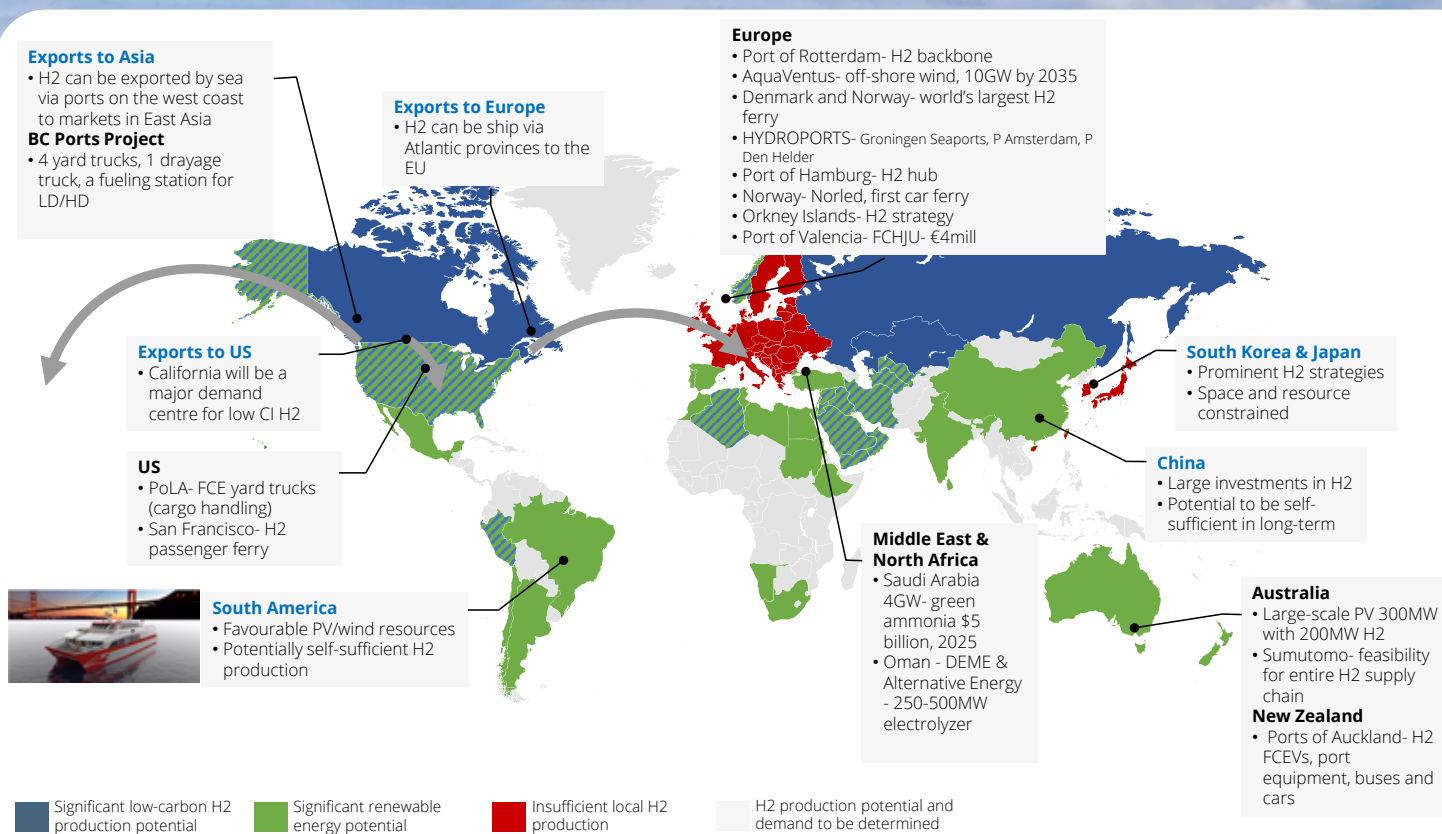 Exports to Asia
• H2 can be exported by sea
via ports on the west coast
to markets in East Asia
BC Ports Project
• 4 yard trucks, 1 drayage
truck, a fueling station for
LD/HD
Exports to Europe
• H2 can be ship via
Atlantic provinces to the
EU
Europe
• Port of Rotterdam- H2 backbone
• AquaVentus- off-shore wind, 10GW by 2035
• Denmark and Norway- world's largest H2
ferry
• HYDROPORTS- Groningen Seaports, P Amsterdam, P
Den Helder
• Port of Hamburg- H2 hub
• Norway- Norled, first car ferry
• Orkney Islands- H2 strategy
• Port of Valencia- FCHJU- €4mill
Exports to US
• California will be a
major demand
centre for low CI H2
US
• PoLA- FCE yard trucks
(cargo handling)
• San Francisco- H2
passenger ferry
South America
• Favourable PV/wind resources
• Potentially self-sufficient H2
production
Middle East &
North Africa
• Saudi Arabia
4GW- green
ammonia $5
billion, 2025
• Oman - DEME &
Alternative Energy
- 250-500MW
electrolyzer
South Korea & Japan
• Prominent H2 strategies
• Space and resource
constrained
China
• Large investments in H2
• Potential to be self-
sufficient in long-term
Australia
• Large-scale PV 300MW
with 200MW H2
• Sumutomo- feasibility
for entire H2 supply
chain
New Zealand
• Ports of Auckland- H2
FCEVs, port
equipment, buses and
cars
Significant low-carbon H2
production potential
Significant renewable
energy potential
Insufficient local H2
production
H2 production potential and
demand to be determined